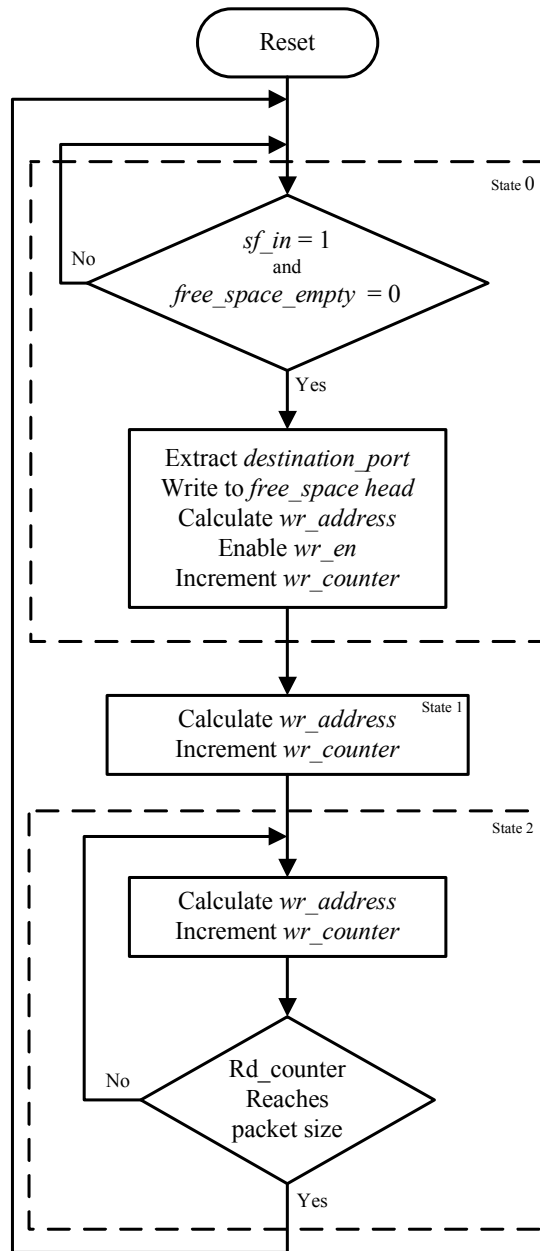 Reset
State 0
sf_in = 1
and
free_space_empty = 0
No
Yes
Extract destination_port
Write to free_space head
Calculate wr_address
Enable wr_en
Increment wr_counter
State 1
Calculate wr_address
Increment wr_counter
State 2
Calculate wr_address
Increment wr_counter
No
Rd_counter
Reaches
packet size
Yes